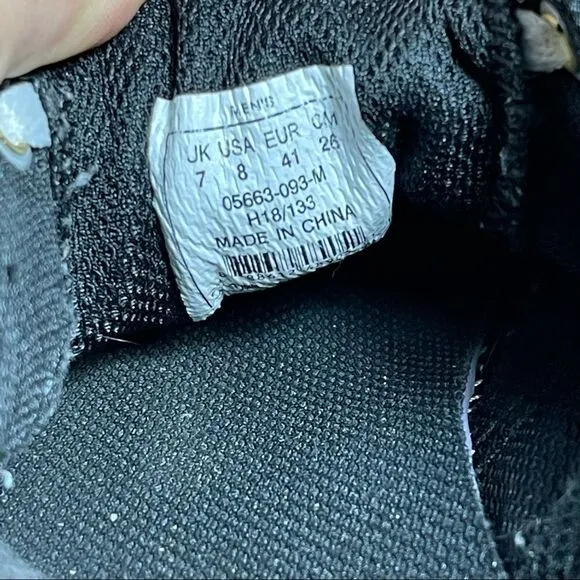 MEN'S
UK USA EUR CM
7 8 41 26
05663-093-M
H18/133
MADE IN CHINA